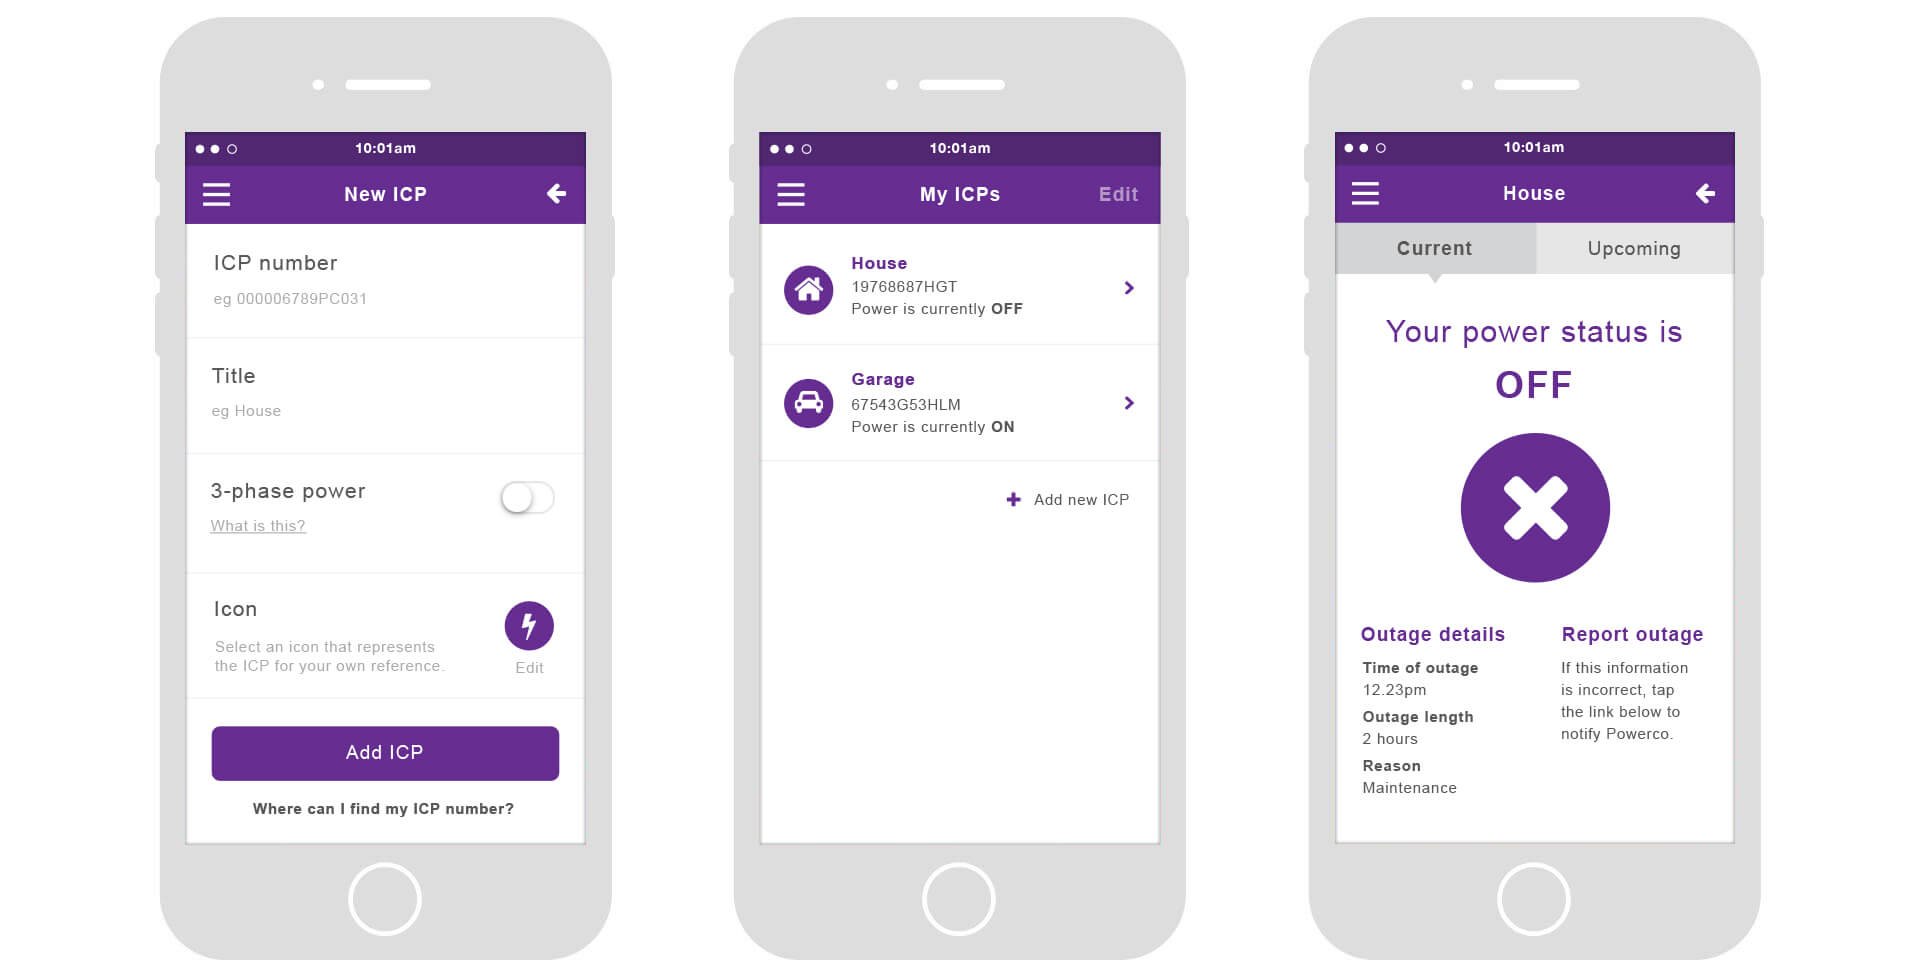 10:01am
New ICP
ICP number
eg 000006789PC031
Title
eg House
3-phase power
What is this?
Icon
Select an icon that represents
the ICP for your own reference.
Edit
Add ICP
Where can I find my ICP number?
10:01am
My ICPs
Edit
House
19768687HGT
Power is currently OFF
Garage
67543G53HLM
Power is currently ON
Add new ICP
10:01am
House
Current
Upcoming
Your power status is
OFF
Outage details
Time of outage
12.23pm
Outage length
2 hours
Reason
Maintenance
Report outage
If this information
is incorrect, tap
the link below to
notify Powerco.